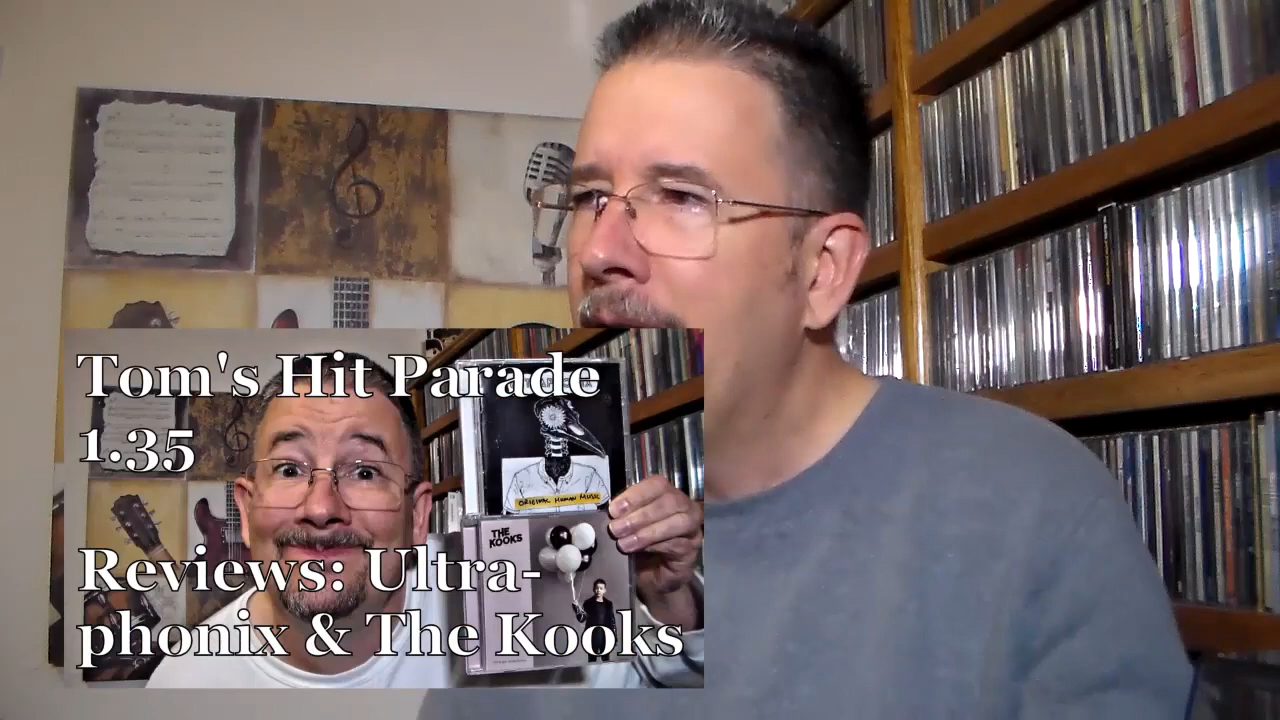 Tom's Hit Parade
1.35
ORIGINAL HUMAN MUSIC
THE
KOOKS
Reviews: Ultra-
phonix & The Kooks